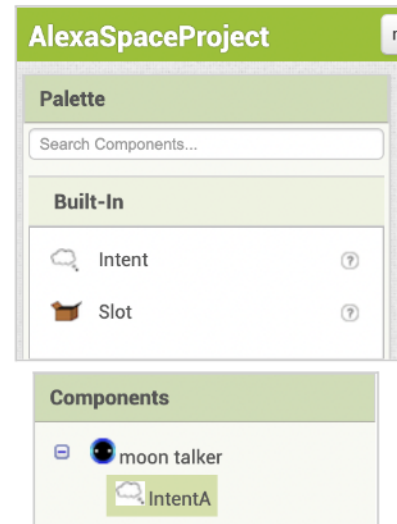 AlexaSpaceProject
Palette
Search Components...
Built-In
Intent ?
Slot ?
Components
moon talker
IntentA